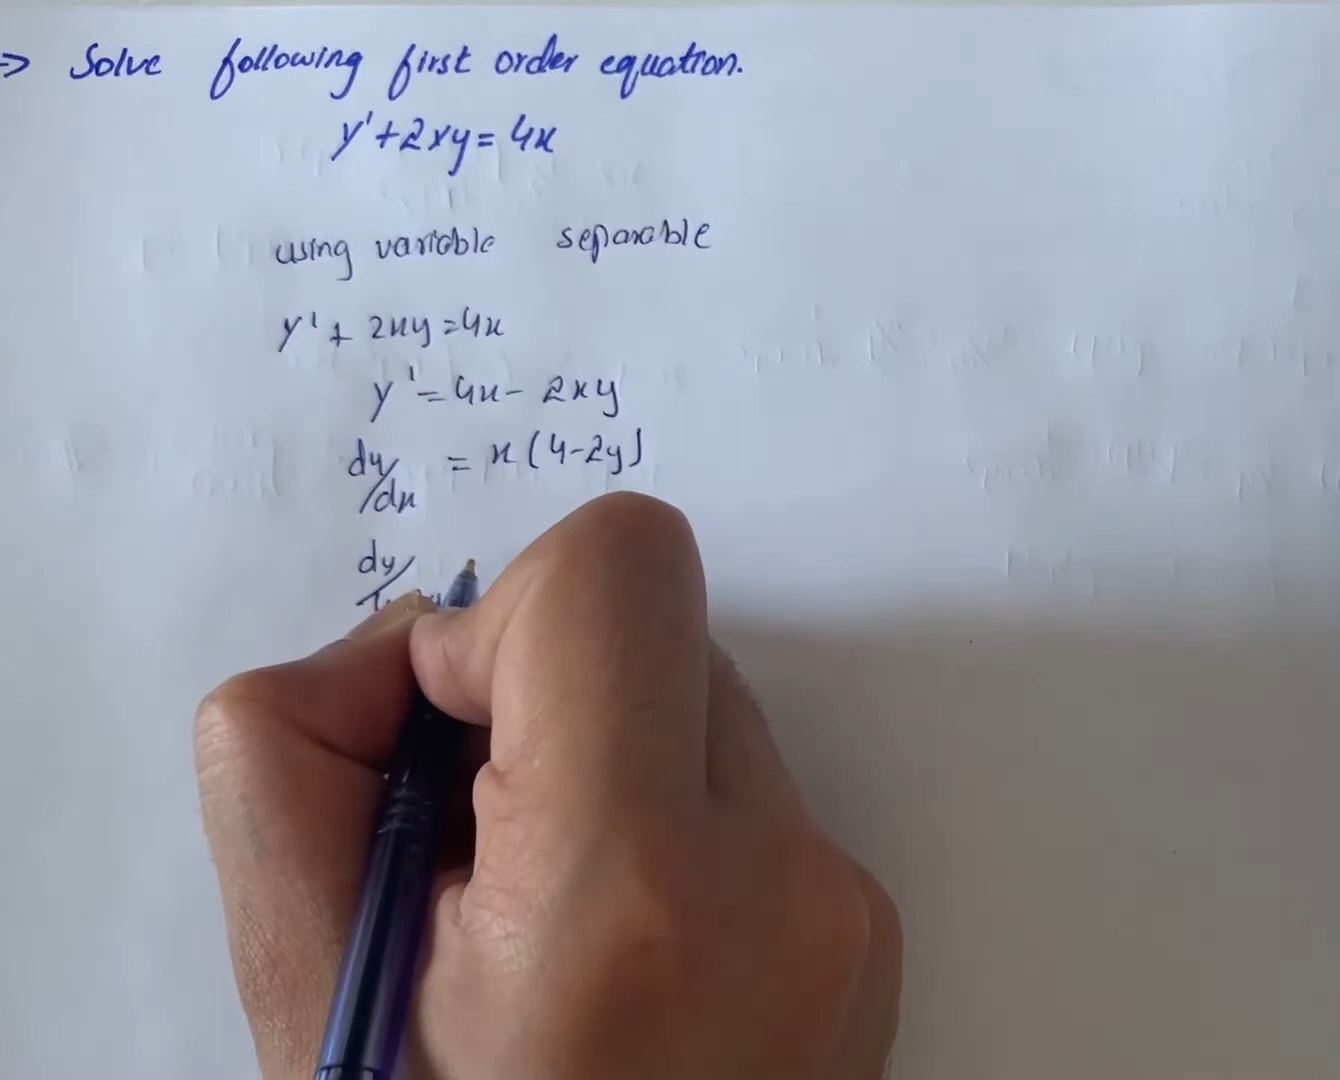 => Solve following first order equation.
y'+2xy=4x
using variable separable
y'+2xy=4x
y'=4x-2xy
dy/dx = x(4-2y)
dy/